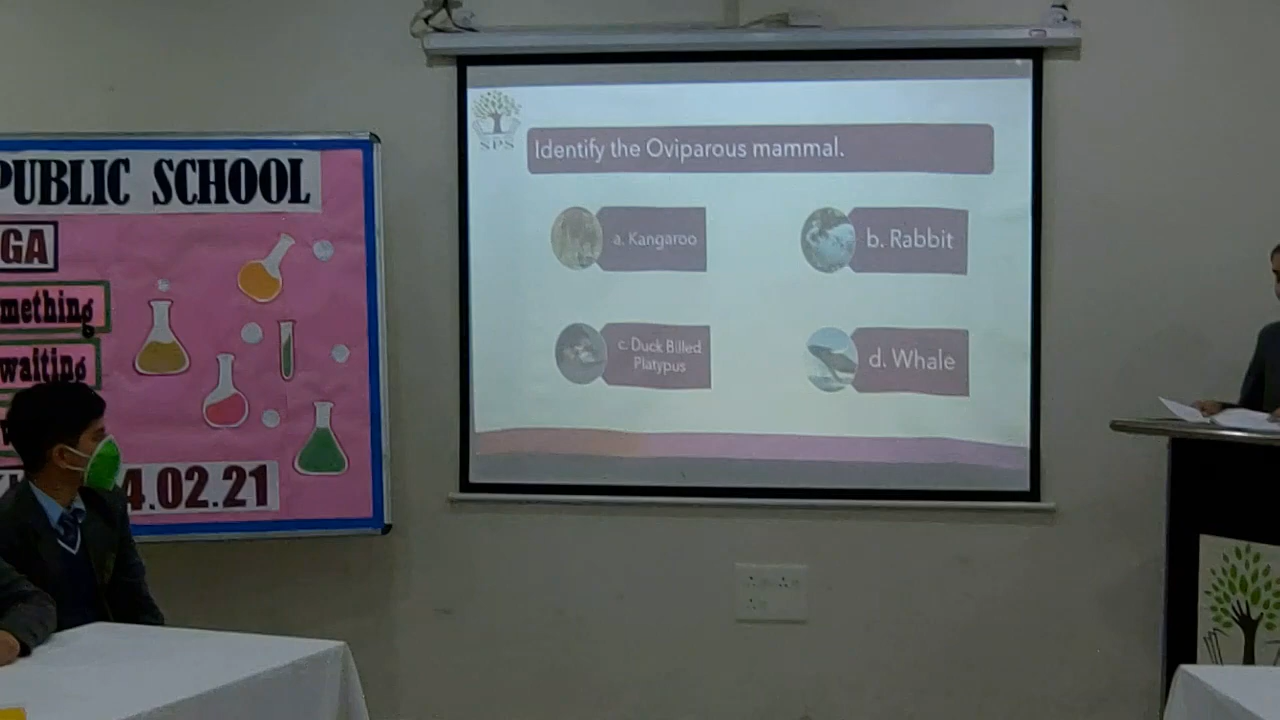 PUBLIC SCHOOL
GA
mething
waiting
4.02.21
SPS
Identify the Oviparous mammal.
a. Kangaroo
b. Rabbit
c. Duck Billed
Platypus
d. Whale